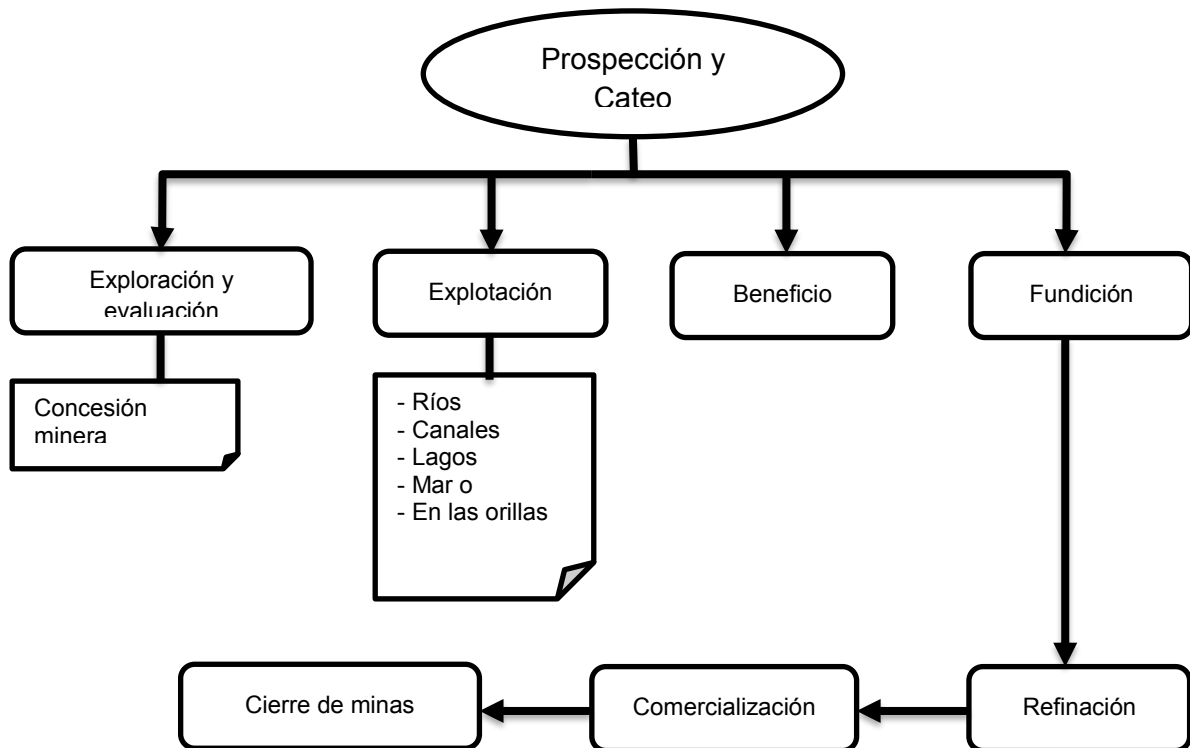 Prospección y
Cateo
Exploración y
evaluación
Explotación
Beneficio
Fundición
Concesión
minera
- Ríos
- Canales
- Lagos
- Mar o
- En las orillas
Cierre de minas
Comercialización
Refinación